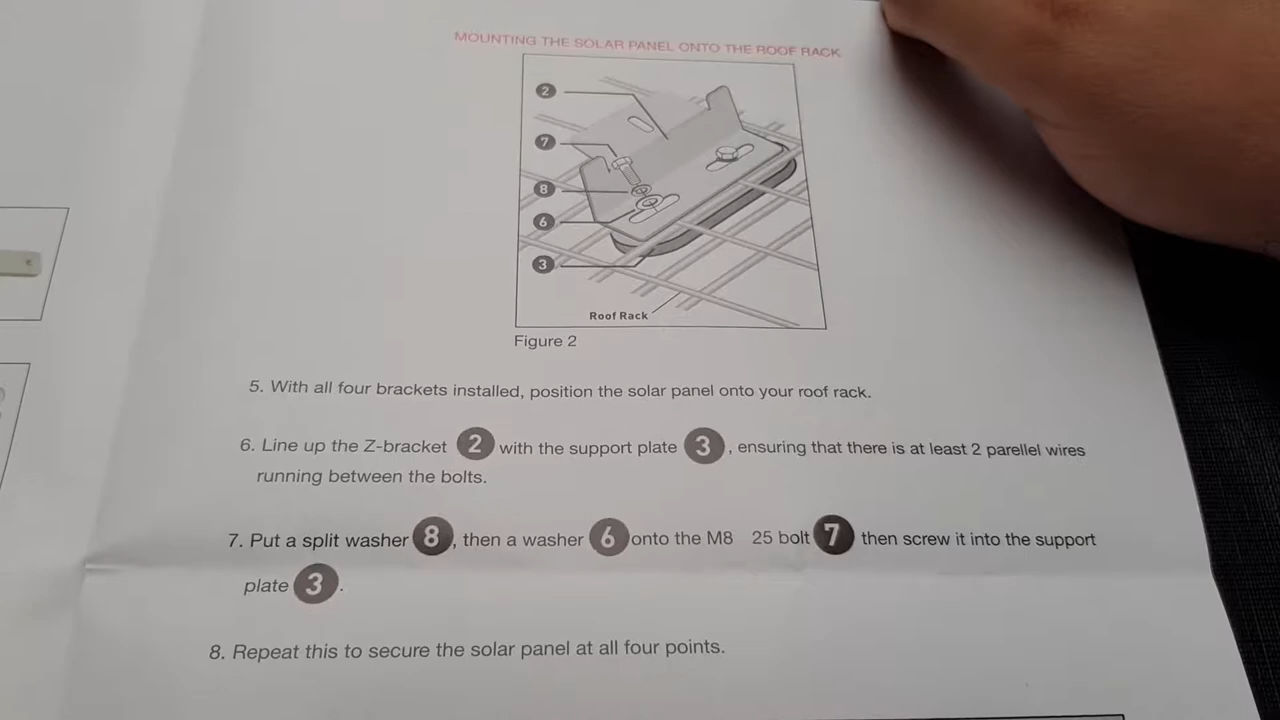 MOUNTING THE SOLAR PANEL ONTO THE ROOF RACK
2
7
8
6
3
Roof Rack
Figure 2
5. With all four brackets installed, position the solar panel onto your roof rack.
6. Line up the Z-bracket 2 with the support plate 3 , ensuring that there is at least 2 parellel wires
running between the bolts.
7. Put a split washer 8 , then a washer 6 onto the M8 25 bolt 7 then screw it into the support
plate 3 .
8. Repeat this to secure the solar panel at all four points.